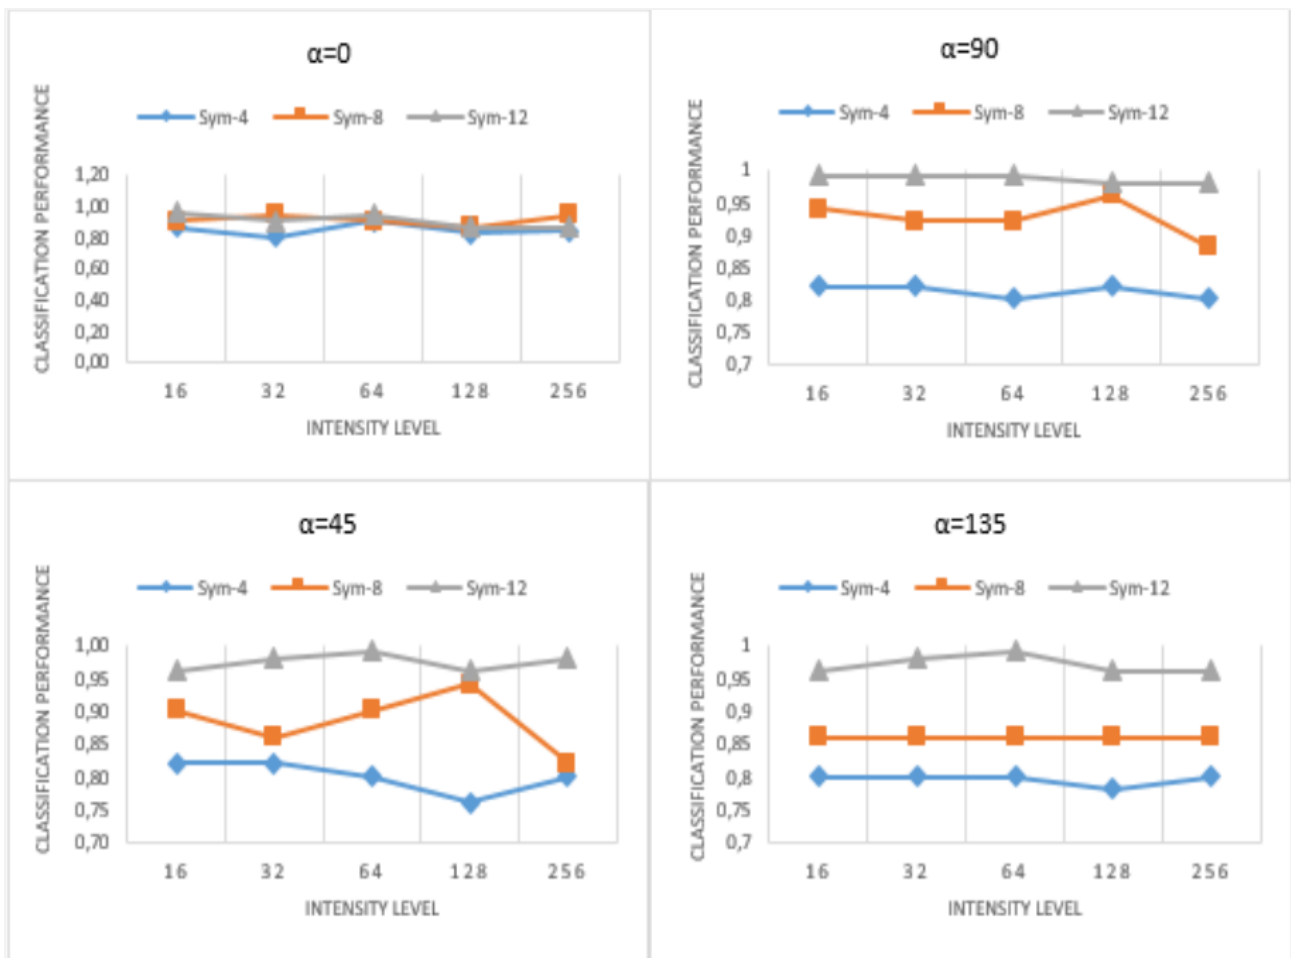 α=0
Sym-4 Sym-8 Sym-12
CLASSIFICATION PERFORMANCE
1,20
1,00
0,80
0,60
0,40
0,20
0,00
16 32 64 128 256
INTENSITY LEVEL
α=90
Sym-4 Sym-8 Sym-12
CLASSIFICATION PERFORMANCE
1
0,95
0,9
0,85
0,8
0,75
0,7
16 32 64 128 256
INTENSITY LEVEL
α=45
Sym-4 Sym-8 Sym-12
CLASSIFICATION PERFORMANCE
1,00
0,95
0,90
0,85
0,80
0,75
0,70
16 32 64 128 256
INTENSITY LEVEL
α=135
Sym-4 Sym-8 Sym-12
CLASSIFICATION PERFORMANCE
1
0,95
0,9
0,85
0,8
0,75
0,7
16 32 64 128 256
INTENSITY LEVEL